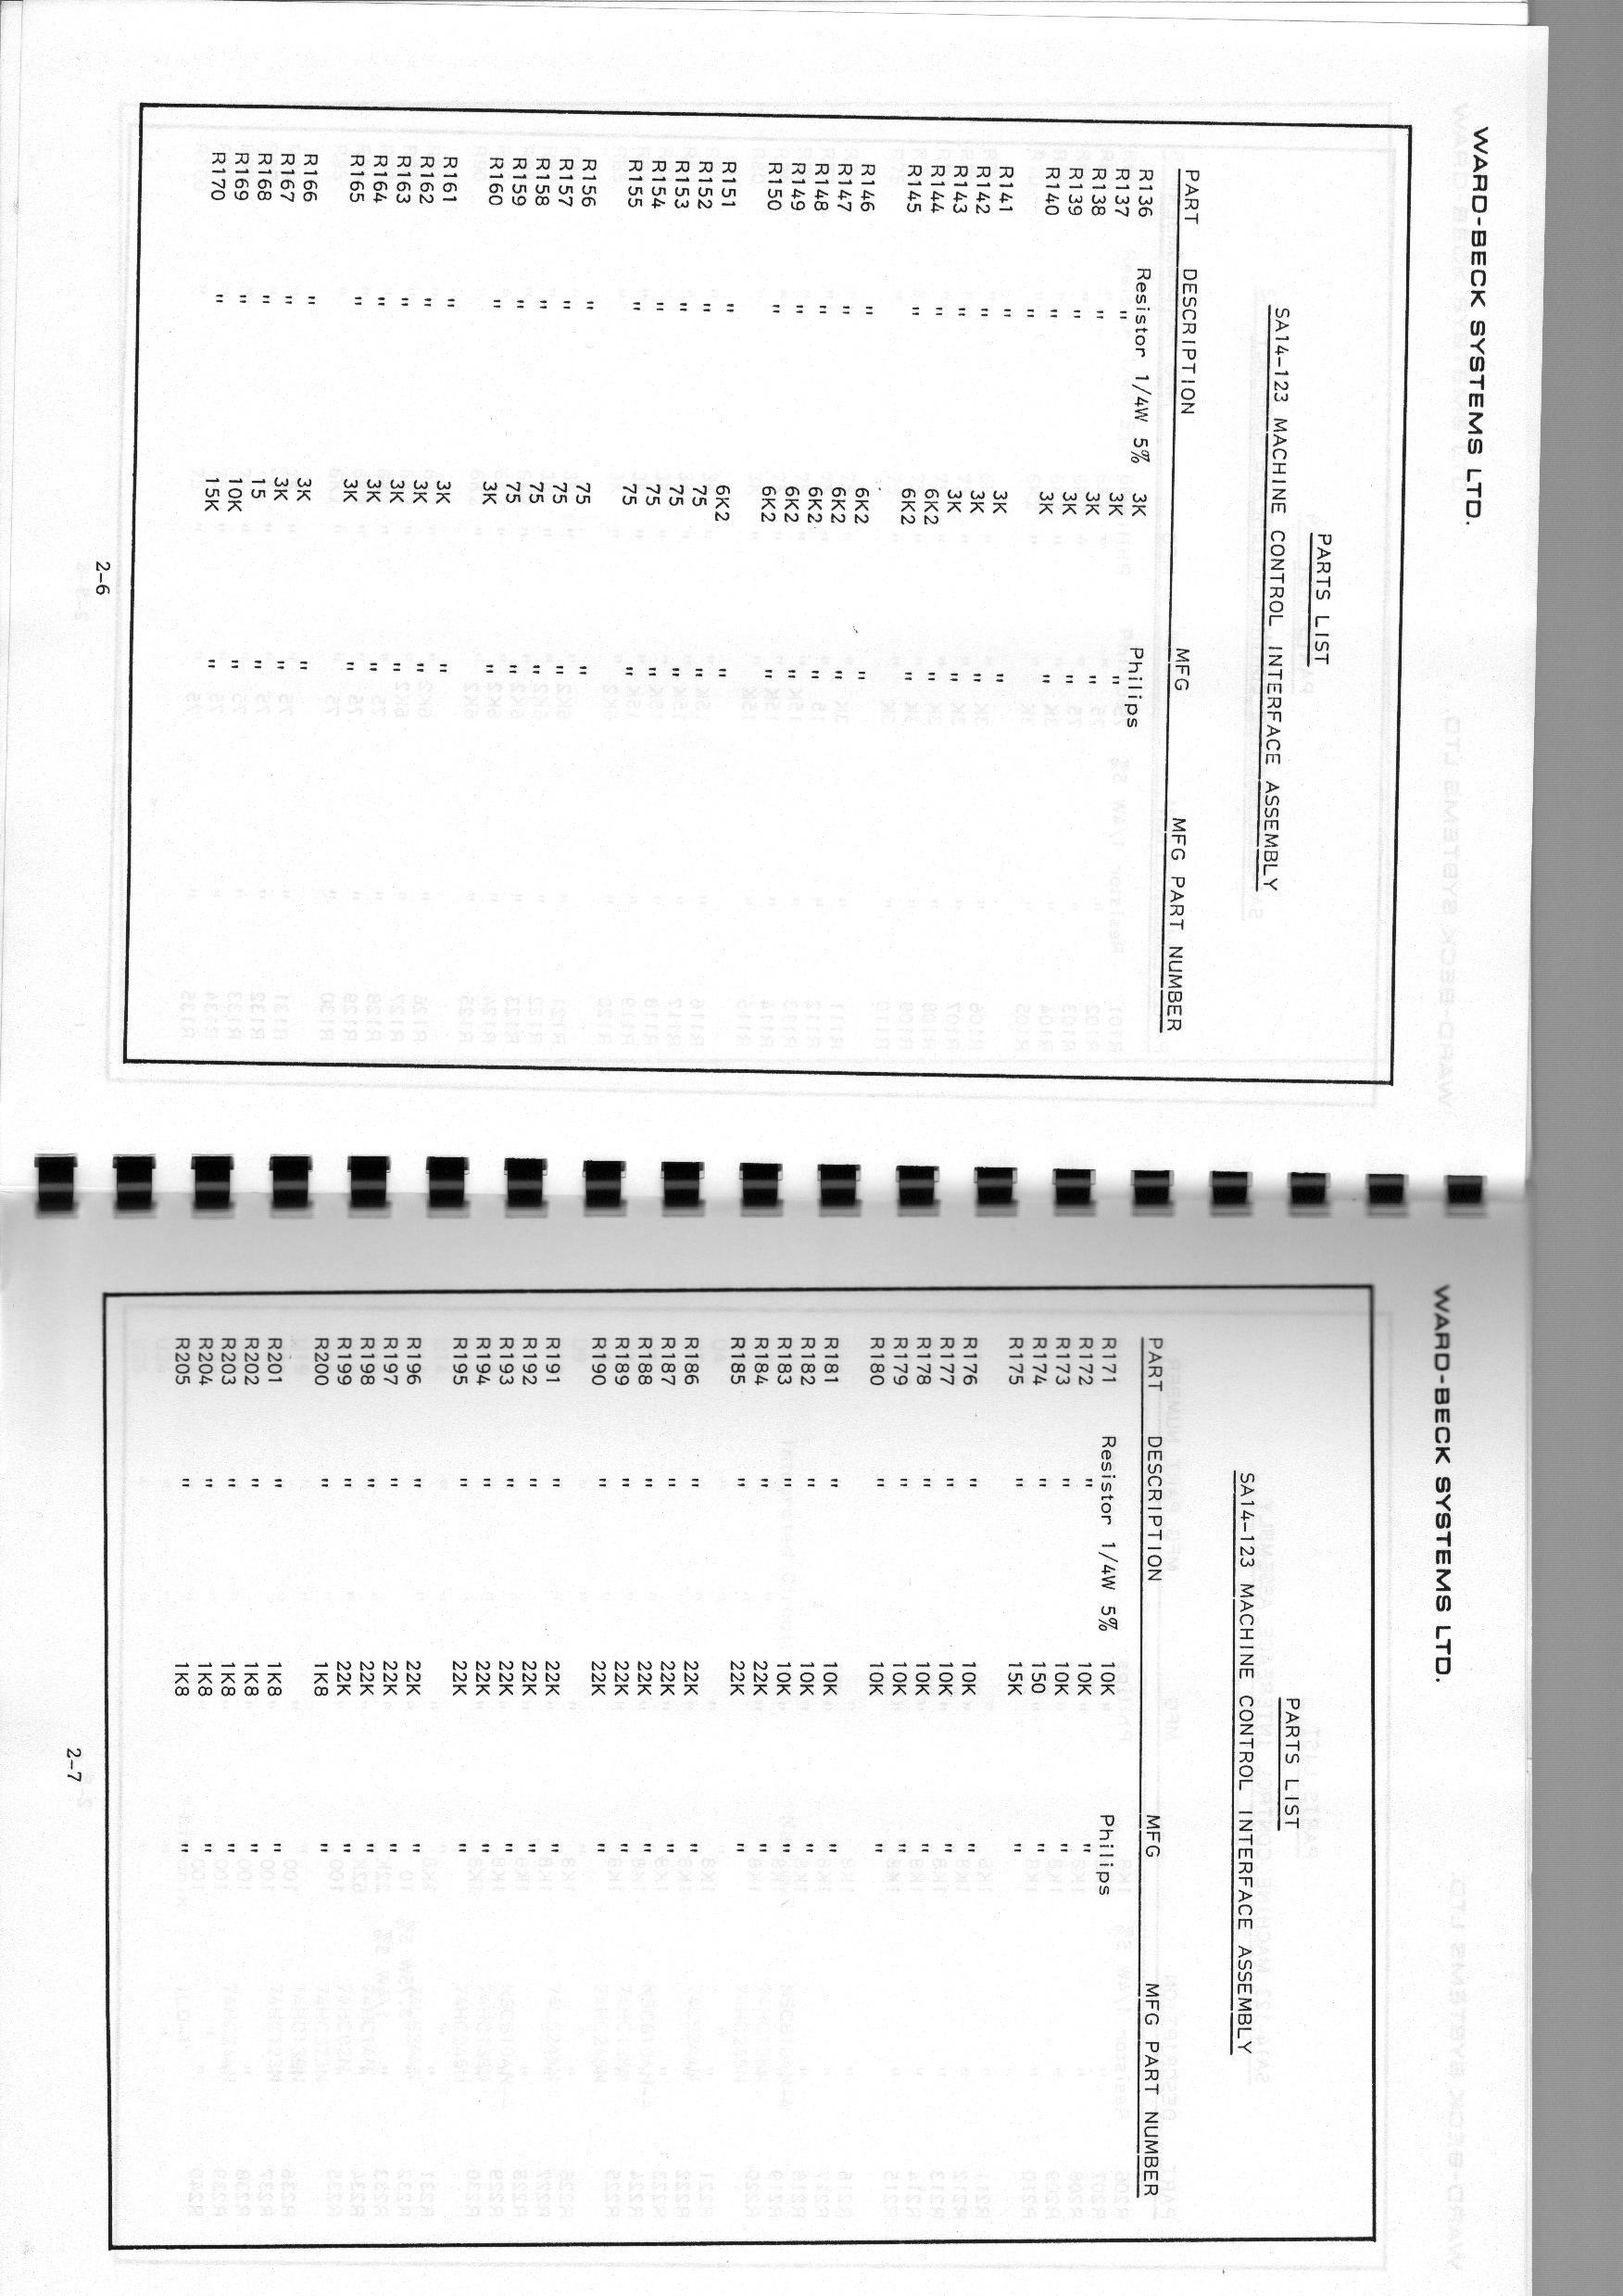 WARD-BECK SYSTEMS LTD.
PARTS LIST
SA14-123 MACHINE CONTROL INTERFACE ASSEMBLY
PART DESCRIPTION MFG MFG PART NUMBER
R136 Resistor 1/4W 5% 3K Philips
R137 " 3K "
R138 " 3K "
R139 " 3K "
R140 " 3K "
"
R141 " 3K "
R142 " 3K "
R143 " 3K "
R144 " 6K2 "
R145 " 6K2 "
R146 " 6K2 "
R147 " 6K2 "
R148 " 6K2 "
R149 " 6K2 "
R150 " 6K2 "
R151 " 6K2 "
R152 " 75 "
R153 " 75 "
R154 " 75 "
R155 " 75 "
R156 " 75 "
R157 " 75 "
R158 " 75 "
R159 " 75 "
R160 " 3K "
R161 " 3K "
R162 " 3K "
R163 " 3K "
R164 " 3K "
R165 " 3K "
R166 " 3K "
R167 " 3K "
R168 " 15 "
R169 " 10K "
R170 " 15K "
2-6
WARD-BECK SYSTEMS LTD.
PARTS LIST
SA14-123 MACHINE CONTROL INTERFACE ASSEMBLY
PART DESCRIPTION MFG MFG PART NUMBER
R171 Resistor 1/4W 5% 10K Philips
R172 " 10K "
R173 " 10K "
R174 " 150 "
R175 " 15K "
R176 " 10K "
R177 " 10K "
R178 " 10K "
R179 " 10K "
R180 " 10K "
R181 " 10K "
R182 " 10K "
R183 " 10K "
R184 " 22K "
R185 " 22K "
R186 " 22K "
R187 " 22K "
R188 " 22K "
R189 " 22K "
R190 " 22K "
R191 " 22K "
R192 " 22K "
R193 " 22K "
R194 " 22K "
R195 " 22K "
R196 " 22K "
R197 " 22K "
R198 " 22K "
R199 " 22K "
R200 " 1K8 "
R201 " 1K8 "
R202 " 1K8 "
R203 " 1K8 "
R204 " 1K8 "
R205 " 1K8 "
2-7